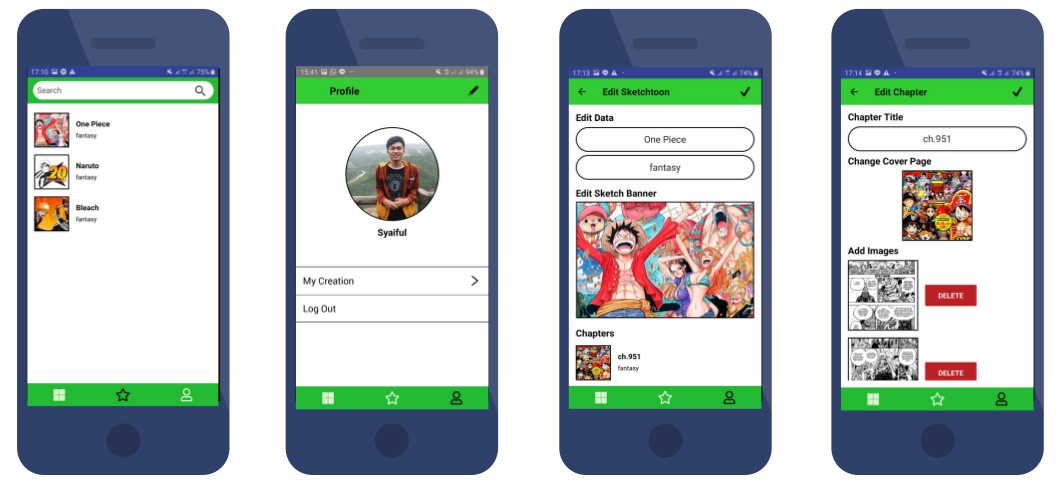 17:10
75%
Search
One Piece
fantasy
Naruto
fantasy
20
Bleach
fantasy
15:41
94%
Profile
Syaiful
My Creation
Log Out
17:13
74%
Edit Sketchtoon
Edit Data
One Piece
fantasy
Edit Sketch Banner
Chapters
ch.951
fantasy
17:14
74%
Edit Chapter
Chapter Title
ch.951
Change Cover Page
Add Images
DELETE
DELETE